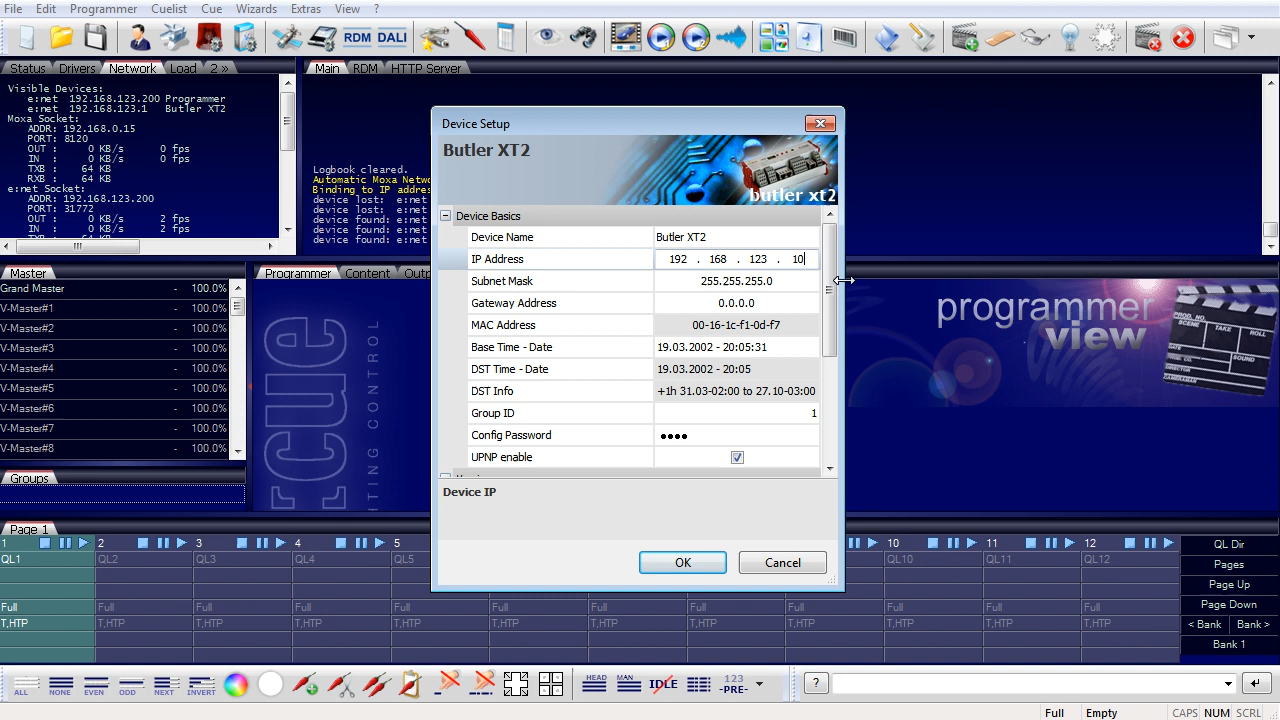 File Edit Programmer Cuelist Cue Wizards Extras View ?
RDM DALI
Status Drivers Network Load 2 »
Main RDM HTTP Server
Visible Devices:
e:net 192.168.123.200 Programmer
e:net 192.168.123.1 Butler XT2
Moxa Socket:
ADDR: 192.168.0.15
PORT: 8120
OUT : 0 KB/s 0 fps
IN : 0 KB/s 0 fps
TXB : 64 KB
RXB : 64 KB
e:net Socket:
ADDR: 192.168.123.200
PORT: 31772
OUT : 0 KB/s 2 fps
IN : 0 KB/s 2 fps
Logbook cleared.
Automatic Moxa Netw
Binding to IP addres
device lost: e:net
device lost: e:net
device found: e:net
device found: e:net
device found: e:net
Device Setup
Butler XT2
butler xt2
Device Basics
Device Name Butler XT2
IP Address 192 . 168 . 123 . 10
Subnet Mask 255.255.255.0
Gateway Address 0.0.0.0
MAC Address 00-16-1c-f1-0d-f7
Base Time - Date 19.03.2002 - 20:05:31
DST Time - Date 19.03.2002 - 20:05
DST Info +1h 31.03-02:00 to 27.10-03:00
Group ID 1
Config Password ●●●●
UPNP enable
Device IP
OK Cancel
Master
Grand Master - 100.0%
V-Master#1 - 100.0%
V-Master#2 - 100.0%
V-Master#3 - 100.0%
V-Master#4 - 100.0%
V-Master#5 - 100.0%
V-Master#6 - 100.0%
V-Master#7 - 100.0%
V-Master#8 - 100.0%
Groups
Programmer Content Outp
programmer
view
PROD. NO.
SCENE TAKE ROLL
DATE SOUND
Page 1
1 2 3 4 5 10 11 12
QL1 QL2 QL3 QL4 QL5 QL10 QL11 QL12
Full Full Full Full Full Full Full Full Full Full Full Full
T,HTP T,HTP T,HTP T,HTP T,HTP T,HTP T,HTP T,HTP T,HTP T,HTP T,HTP T,HTP
QL Dir
Pages
Page Up
Page Down
< Bank Bank >
Bank 1
ALL NONE EVEN ODD NEXT INVERT
HEAD MAN IDLE 123 -PRE-
?
Full Empty CAPS NUM SCRL